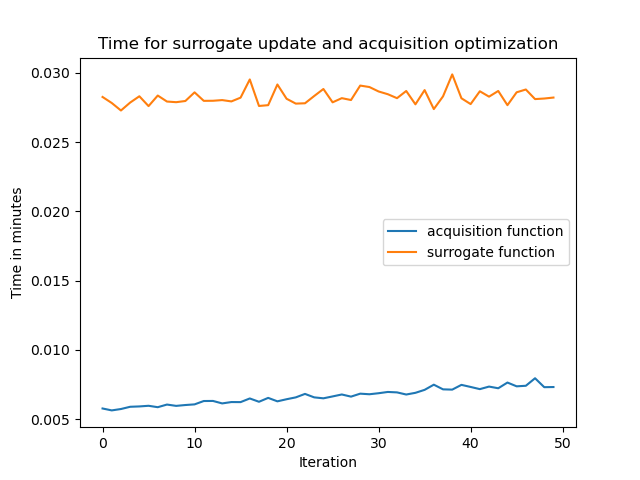 Time for surrogate update and acquisition optimization
0.030
0.025
0.020
0.015
0.010
0.005
Time in minutes
acquisition function
surrogate function
0 10 20 30 40 50
Iteration